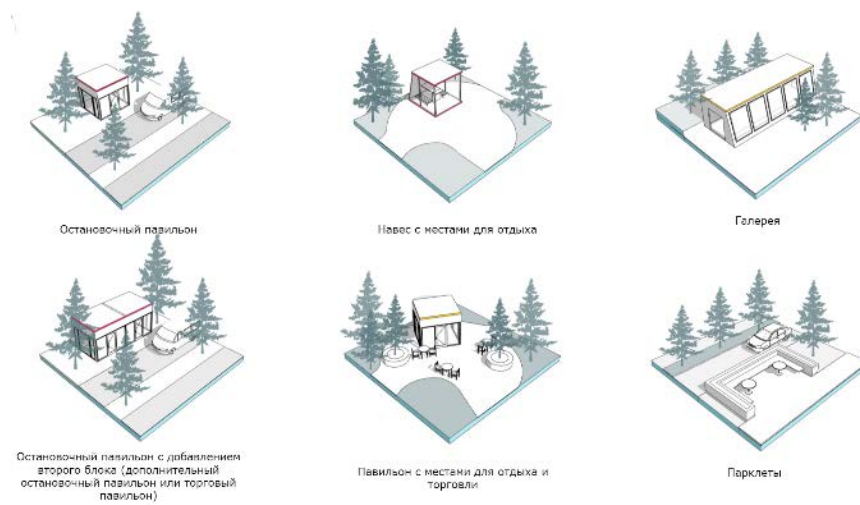 Остановочный павильон
Навес с местами для отдыха
Галерея
Остановочный павильон с добавлением
второго блока (дополнительный
остановочный павильон или торговый
павильон)
Павильон с местами для отдыха и
торговли
Парклеты